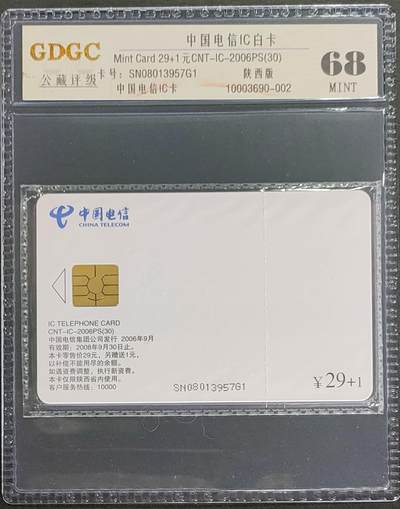 GDGC
公藏评级
中国电信IC白卡
Mint Card 29+1元CNT-IC-2006PS(30)
卡号：SN08013957G1 陕西版
中国电信IC卡 10003690-002
68
MINT
中国电信
CHINA TELECOM
IC TELEPHONE CARD
CNT-IC-2006PS(30)
中国电信集团公司发行 2006年9月
有效期：2008年9月30日止。
本卡零售价29元，另赠送1元，
以补偿不能用尽的余额。
如遇资费调整，执行新资费。
本卡仅限陕西省内使用。
客户服务热线：10000
SN08013957G1
¥29+1